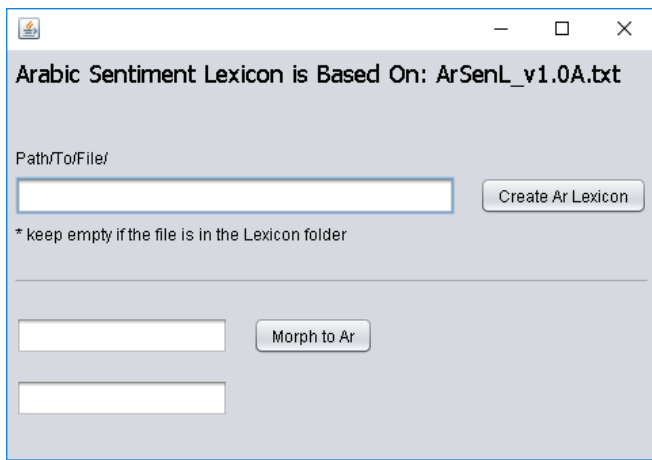 Arabic Sentiment Lexicon is Based On: ArSenL_v1.0A.txt
Path/To/File/
Create Ar Lexicon
* keep empty if the file is in the Lexicon folder
Morph to Ar